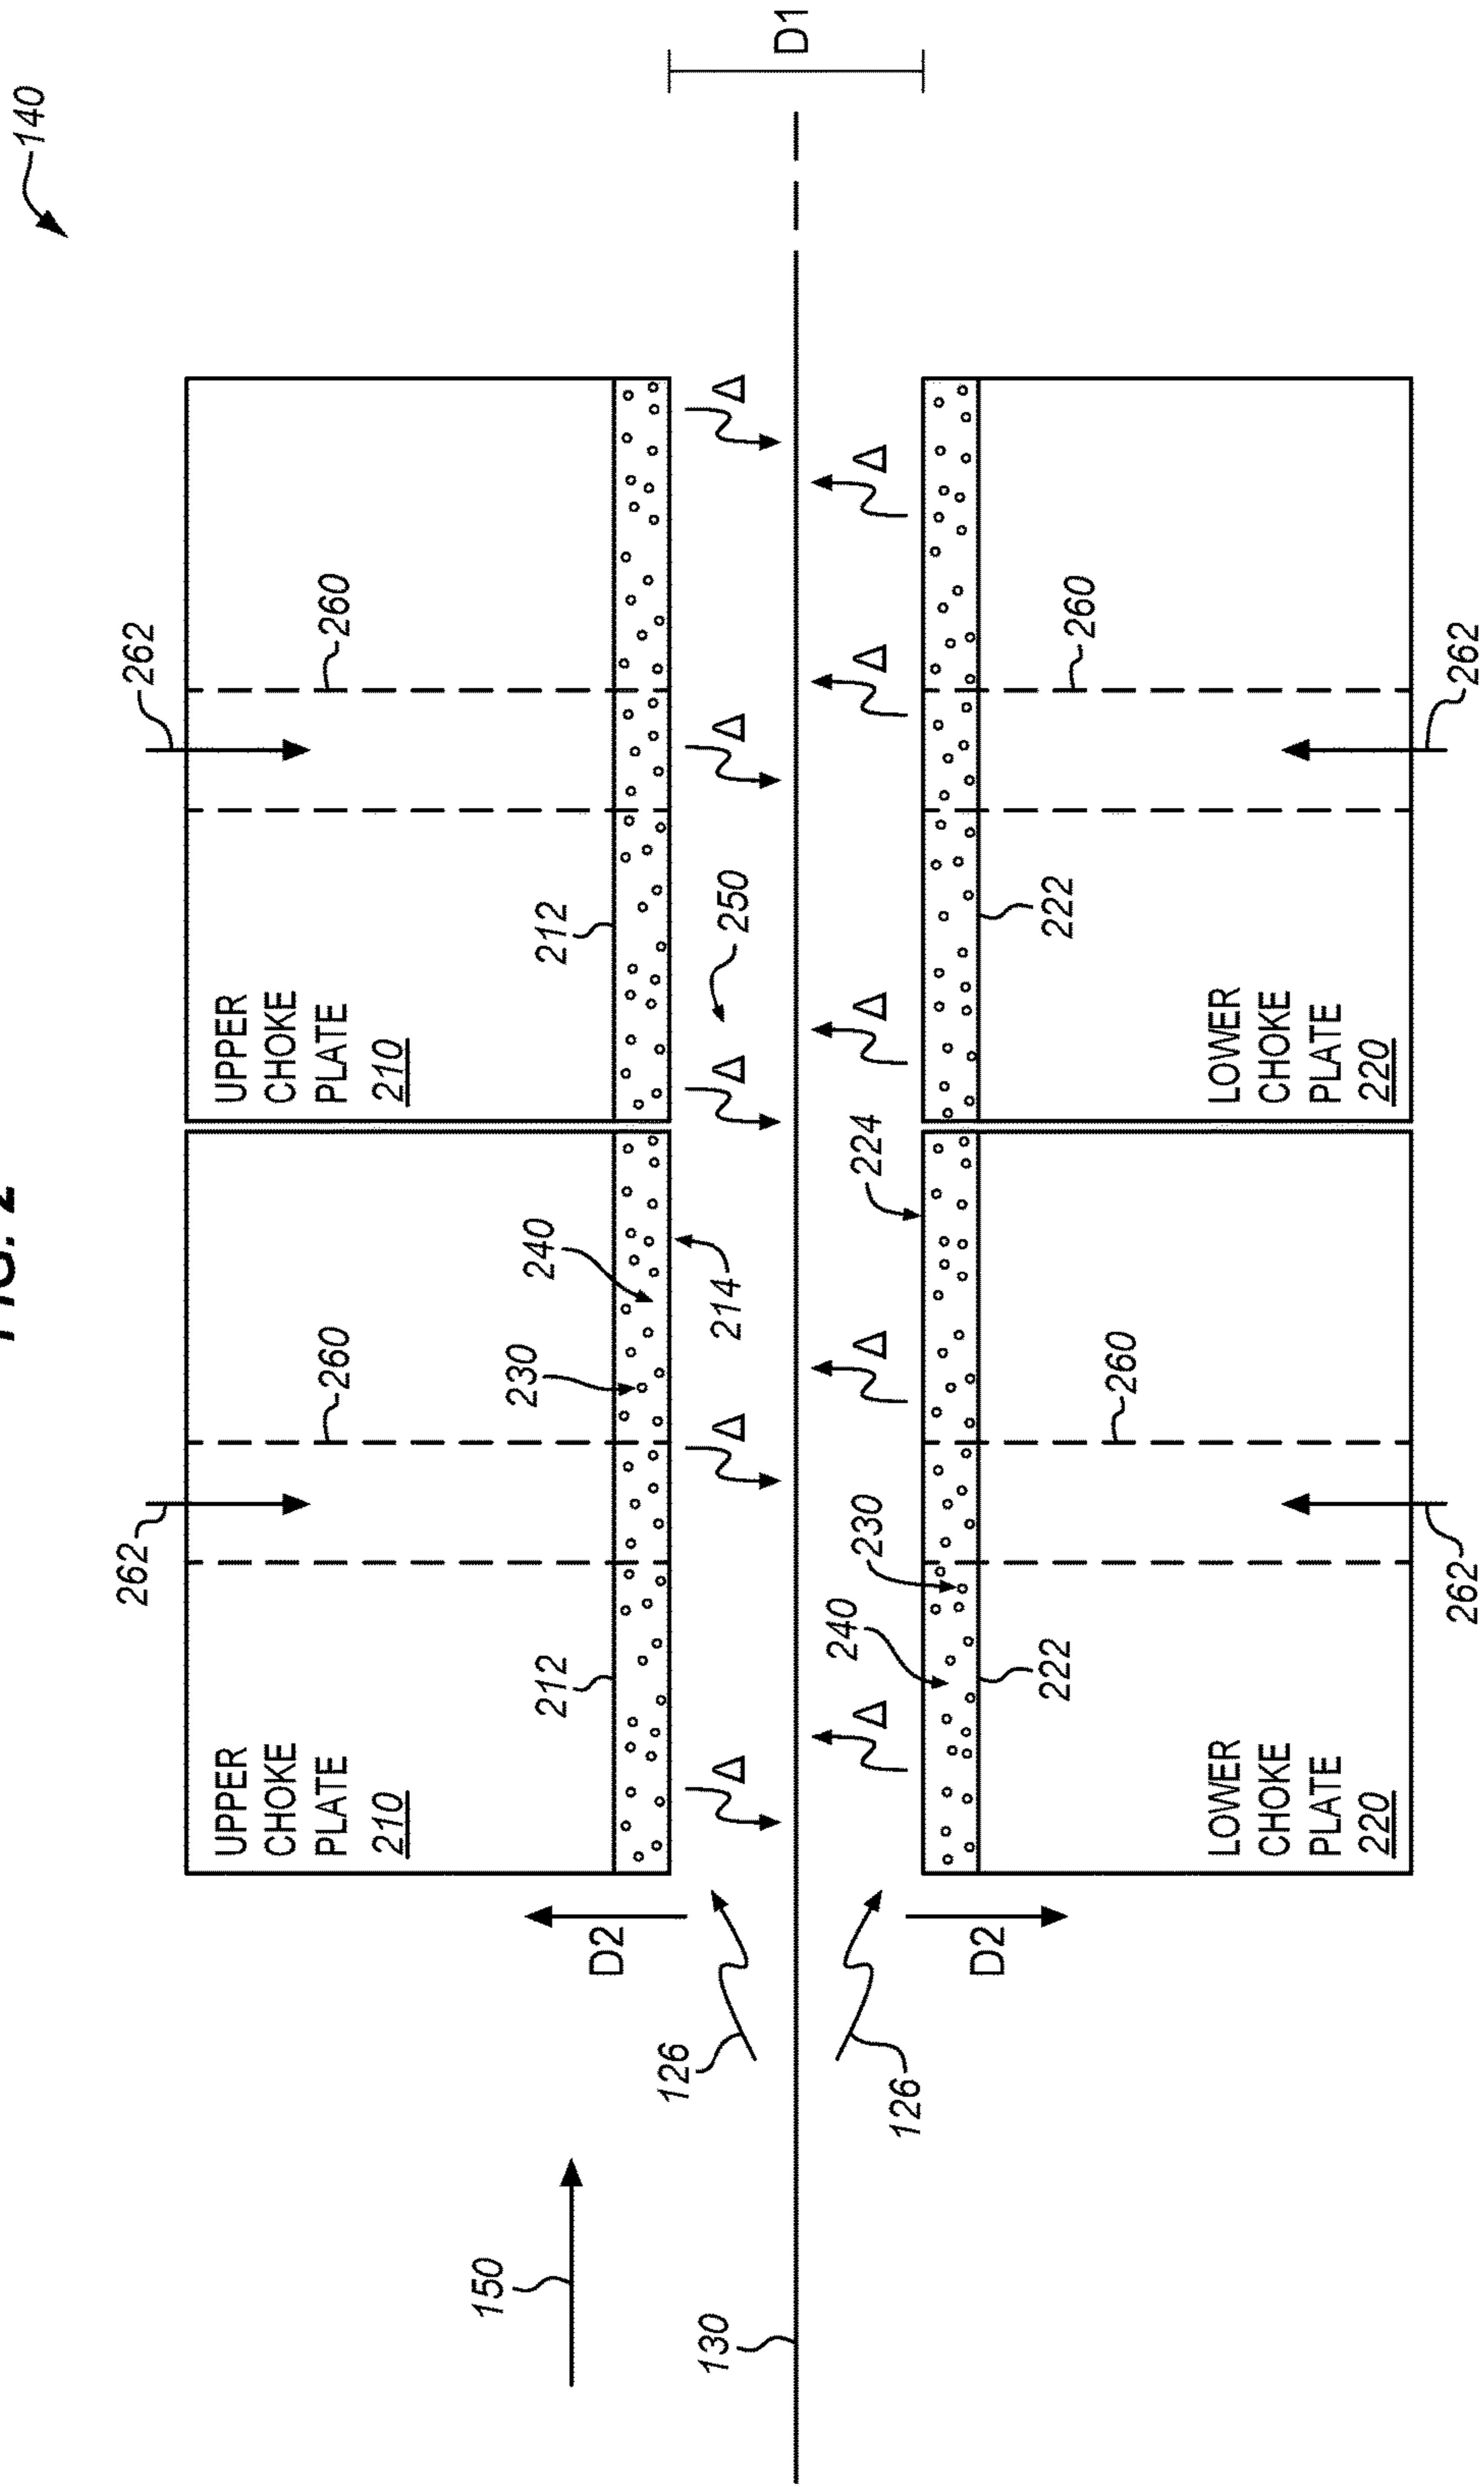 FIG. 2
140
262
262
UPPER
CHOKE
PLATE
210
UPPER
CHOKE
PLATE
210
260
260
150
230
240
212
212
D2
126
130
214
250
Δ
Δ
Δ
Δ
Δ
D1
240
230
224
Δ
Δ
Δ
Δ
Δ
126
D2
222
222
260
260
LOWER
CHOKE
PLATE
220
LOWER
CHOKE
PLATE
220
262
262